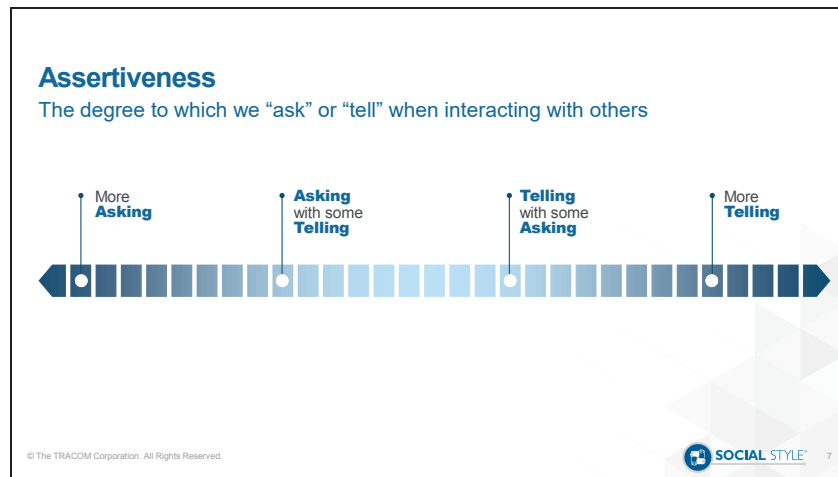 Assertiveness
The degree to which we “ask” or “tell” when interacting with others
More
Asking
Asking
with some
Telling
Telling
with some
Asking
More
Telling
© The TRACOM Corporation. All Rights Reserved.
SOCIAL STYLE®
7